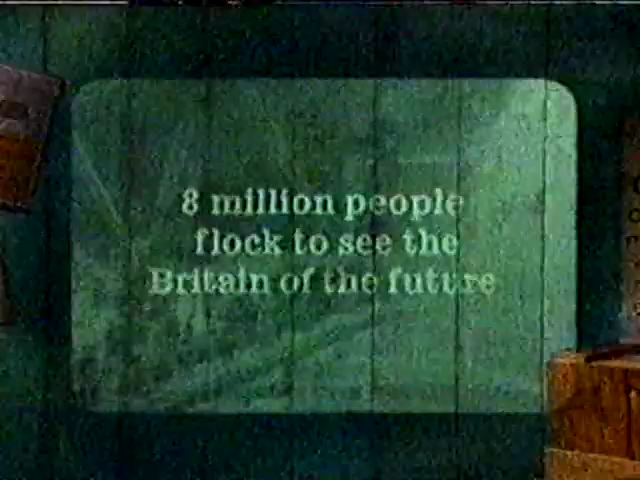 8 million people
flock to see the
Britain of the future